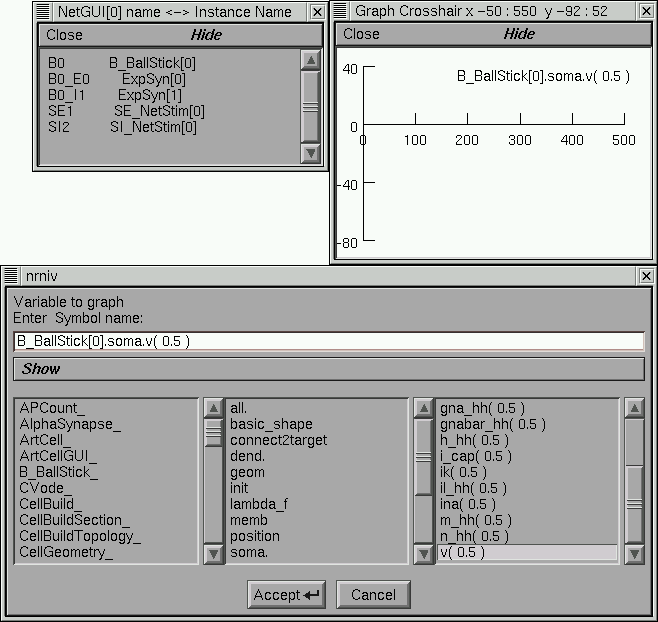 NetGUI[0] name <-> Instance Name
Close Hide
B0 B_BallStick[0]
B0_E0 ExpSyn[0]
B0_I1 ExpSyn[1]
SE1 SE_NetStim[0]
SI2 SI_NetStim[0]
Graph Crosshair x -50 : 550 y -92 : 52
Close Hide
B_BallStick[0].soma.v( 0.5 )
40
0
0 100 200 300 400 500
-40
-80
nrniv
Variable to graph
Enter Symbol name:
B_BallStick[0].soma.v( 0.5 )
Show
APCount_
AlphaSynapse_
ArtCell_
ArtCellGUI_
B_BallStick_
CVode_
CellBuild_
CellBuildSection_
CellBuildTopology_
CellGeometry_
all.
basic_shape
connect2target
dend.
geom
init
lambda_f
memb
position
soma.
gna_hh( 0.5 )
gnabar_hh( 0.5 )
h_hh( 0.5 )
i_cap( 0.5 )
ik( 0.5 )
il_hh( 0.5 )
ina( 0.5 )
m_hh( 0.5 )
n_hh( 0.5 )
v( 0.5 )
Accept Cancel